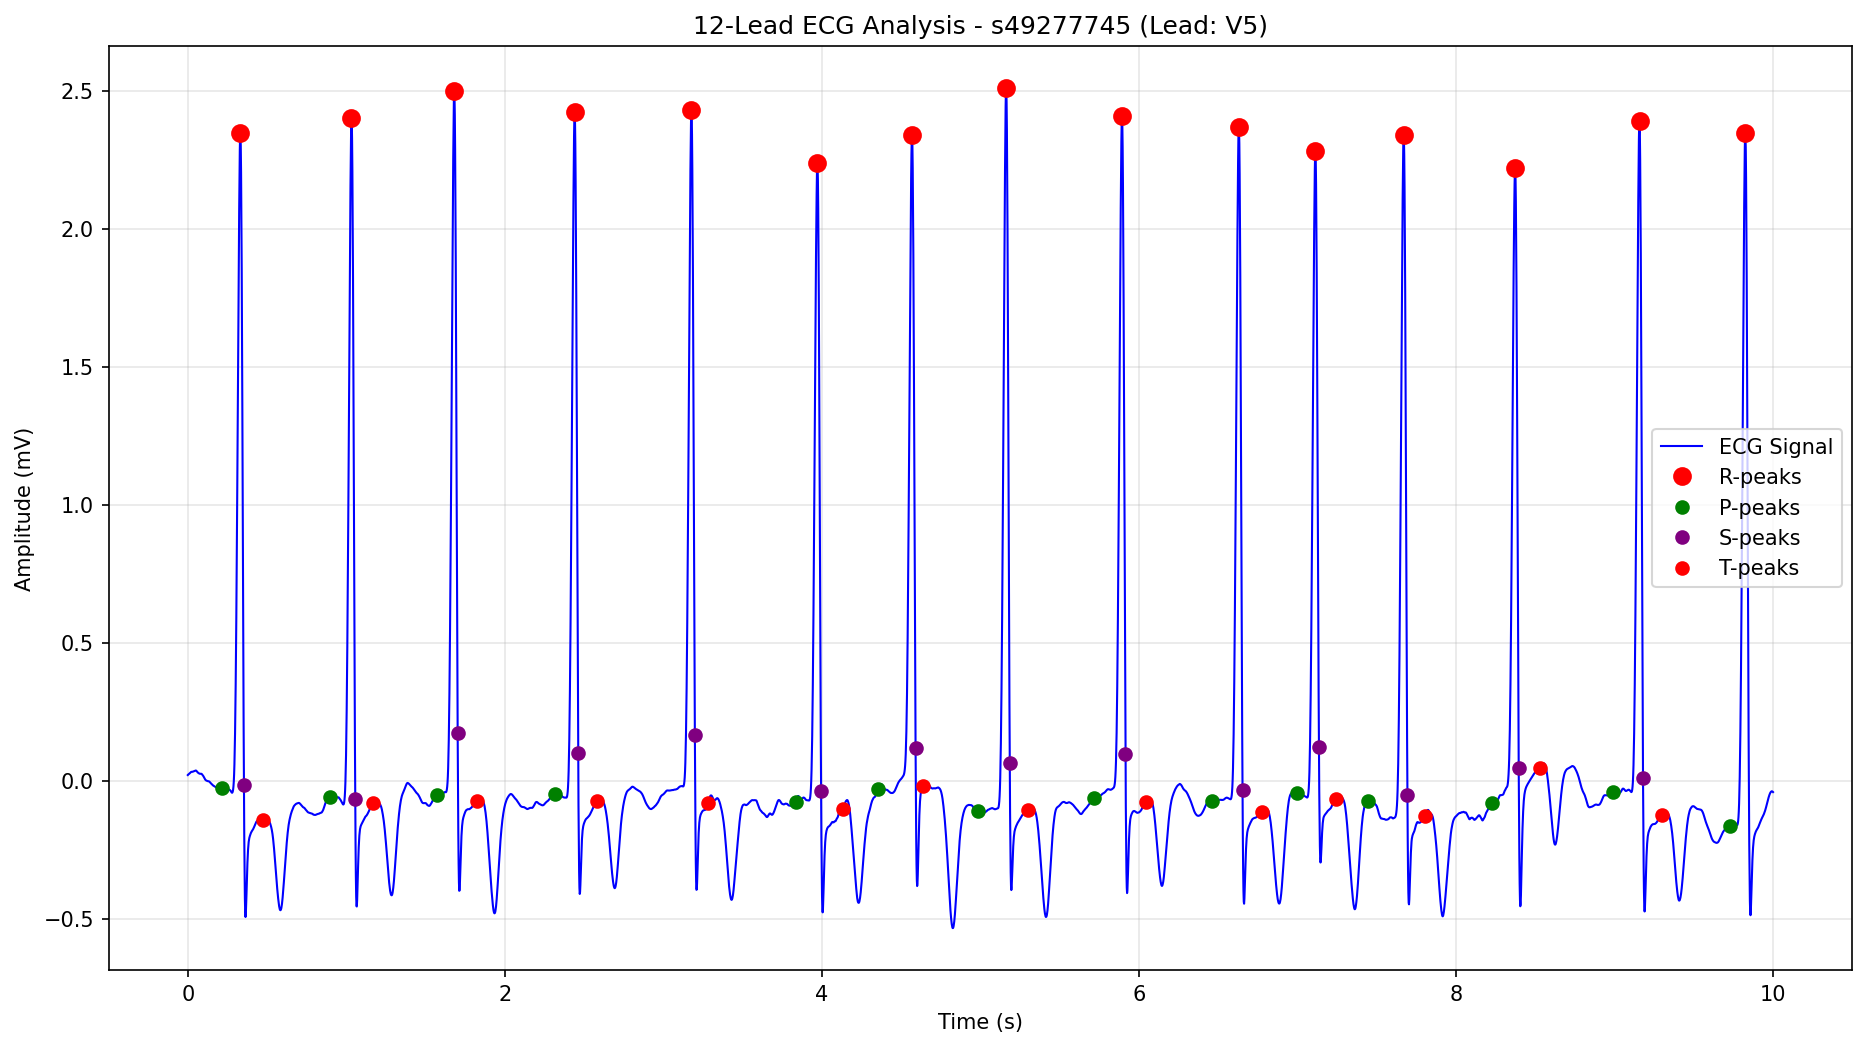 12-Lead ECG Analysis - s49277745 (Lead: V5)
2.5
2.0
1.5
1.0
0.5
0.0
−0.5
Amplitude (mV)
ECG Signal
R-peaks
P-peaks
S-peaks
T-peaks
0 2 4 6 8 10
Time (s)